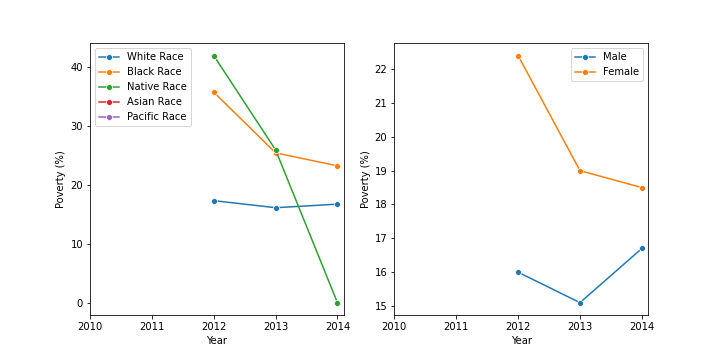 White Race
Black Race
Native Race
Asian Race
Pacific Race
Poverty (%)
40
30
20
10
0
2010 2011 2012 2013 2014
Year
Male
Female
Poverty (%)
22
21
20
19
18
17
16
15
2010 2011 2012 2013 2014
Year